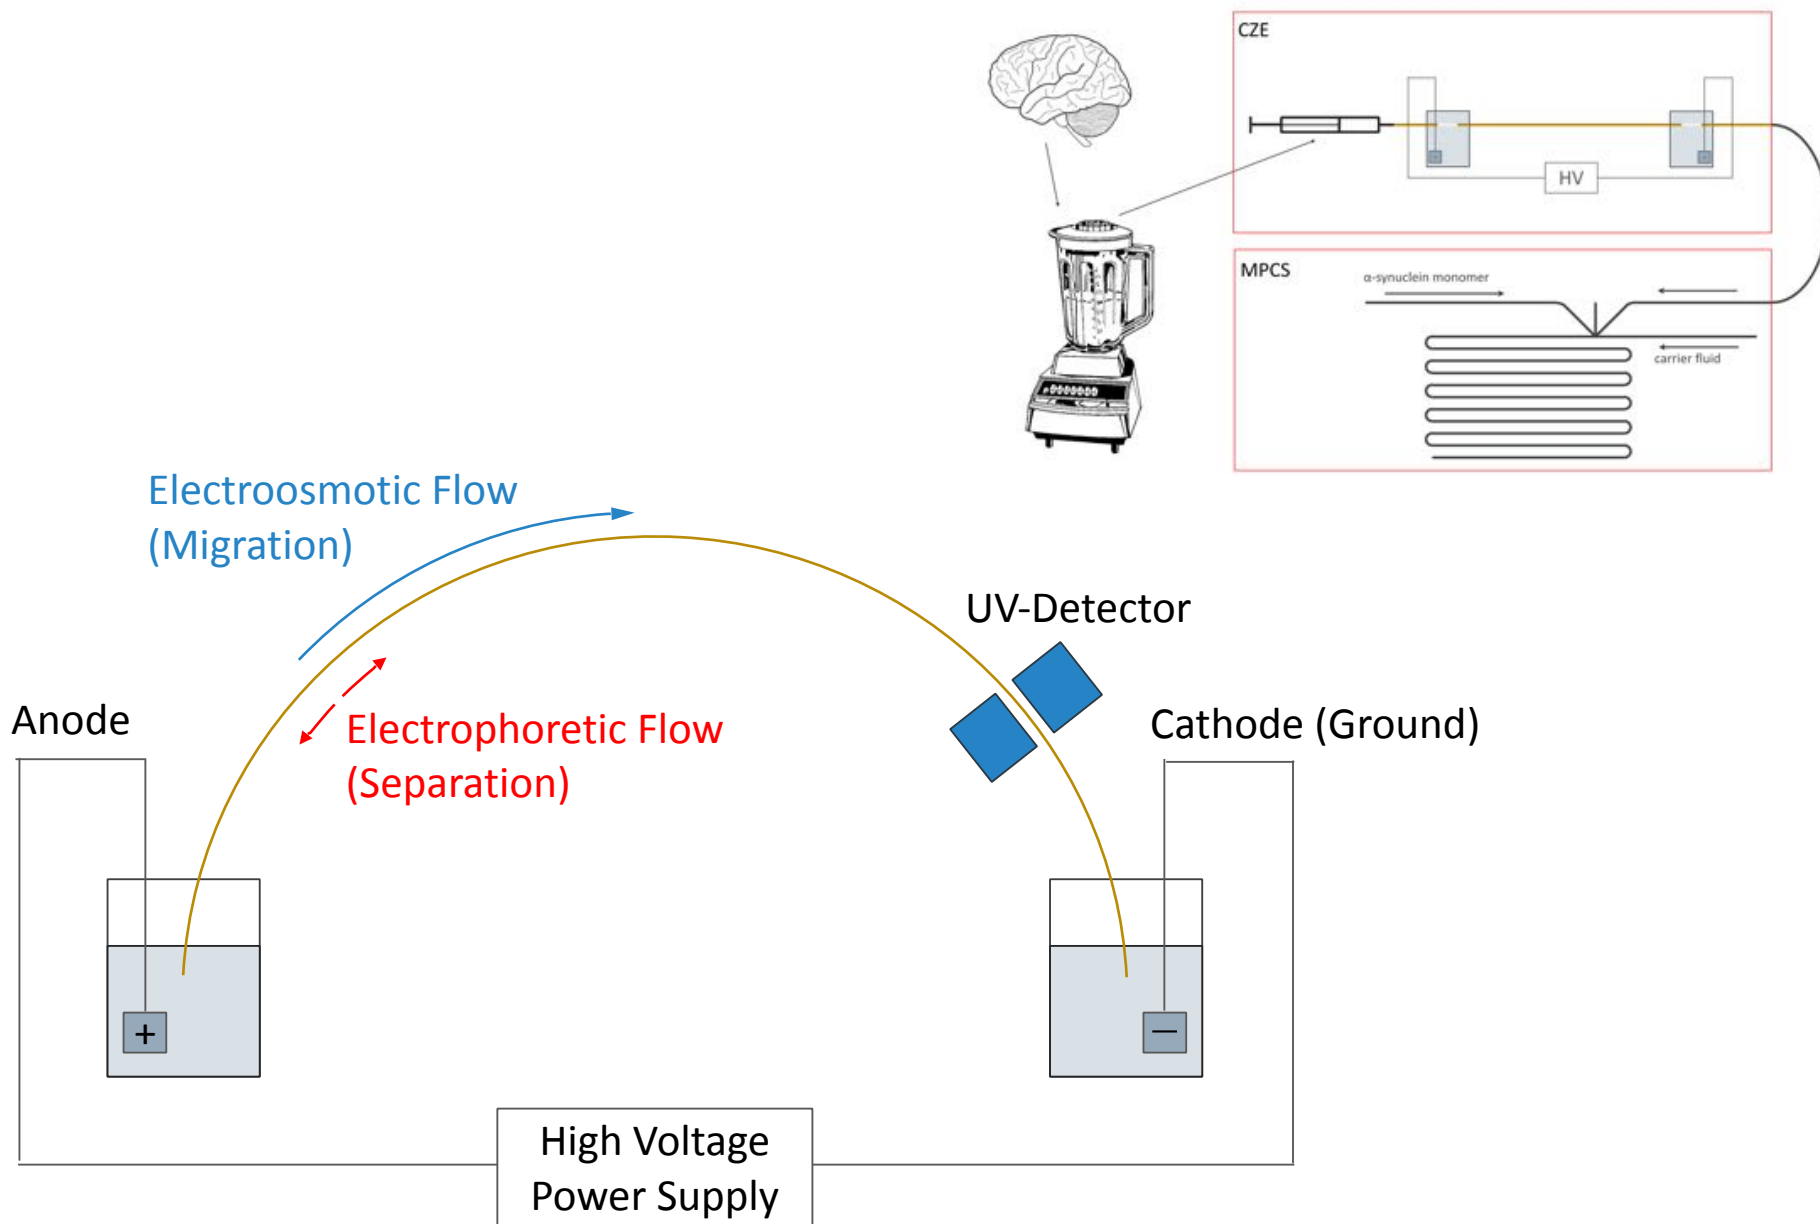 CZE
HV
MPCS
α-synuclein monomer
carrier fluid
Electroosmotic Flow
(Migration)
UV-Detector
Anode
Electrophoretic Flow
(Separation)
Cathode (Ground)
+
−
High Voltage
Power Supply